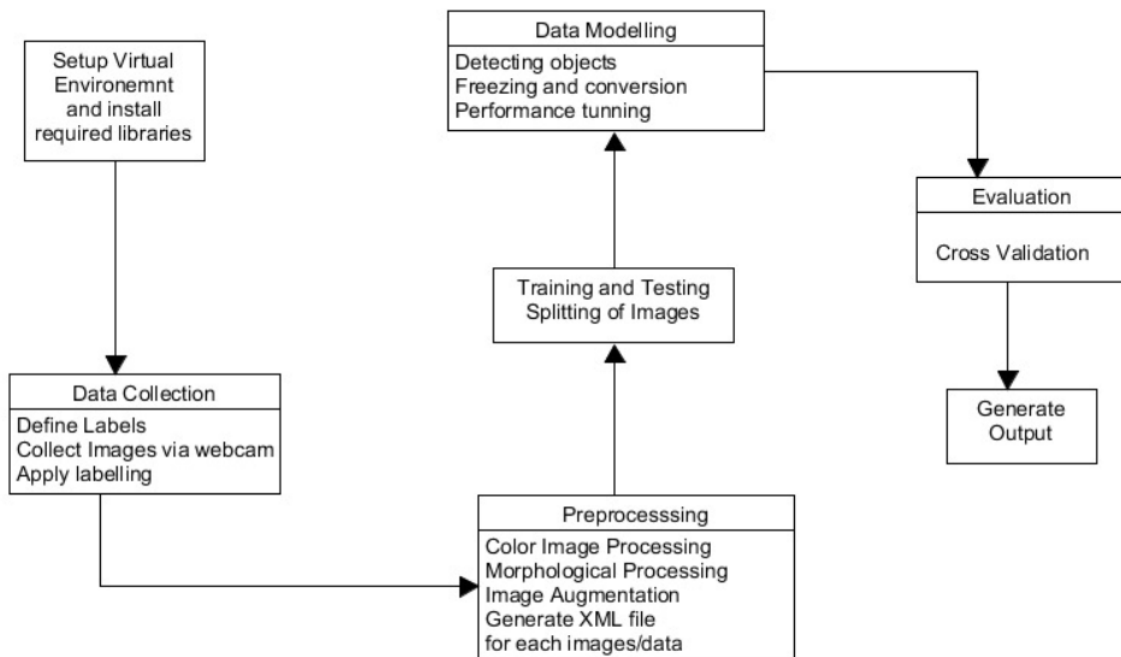 Setup Virtual
Environemnt
and install
required libraries
Data Collection
Define Labels
Collect Images via webcam
Apply labelling
Preprocesssing
Color Image Processing
Morphological Processing
Image Augmentation
Generate XML file
for each images/data
Training and Testing
Splitting of Images
Data Modelling
Detecting objects
Freezing and conversion
Performance tunning
Evaluation
Cross Validation
Generate
Output